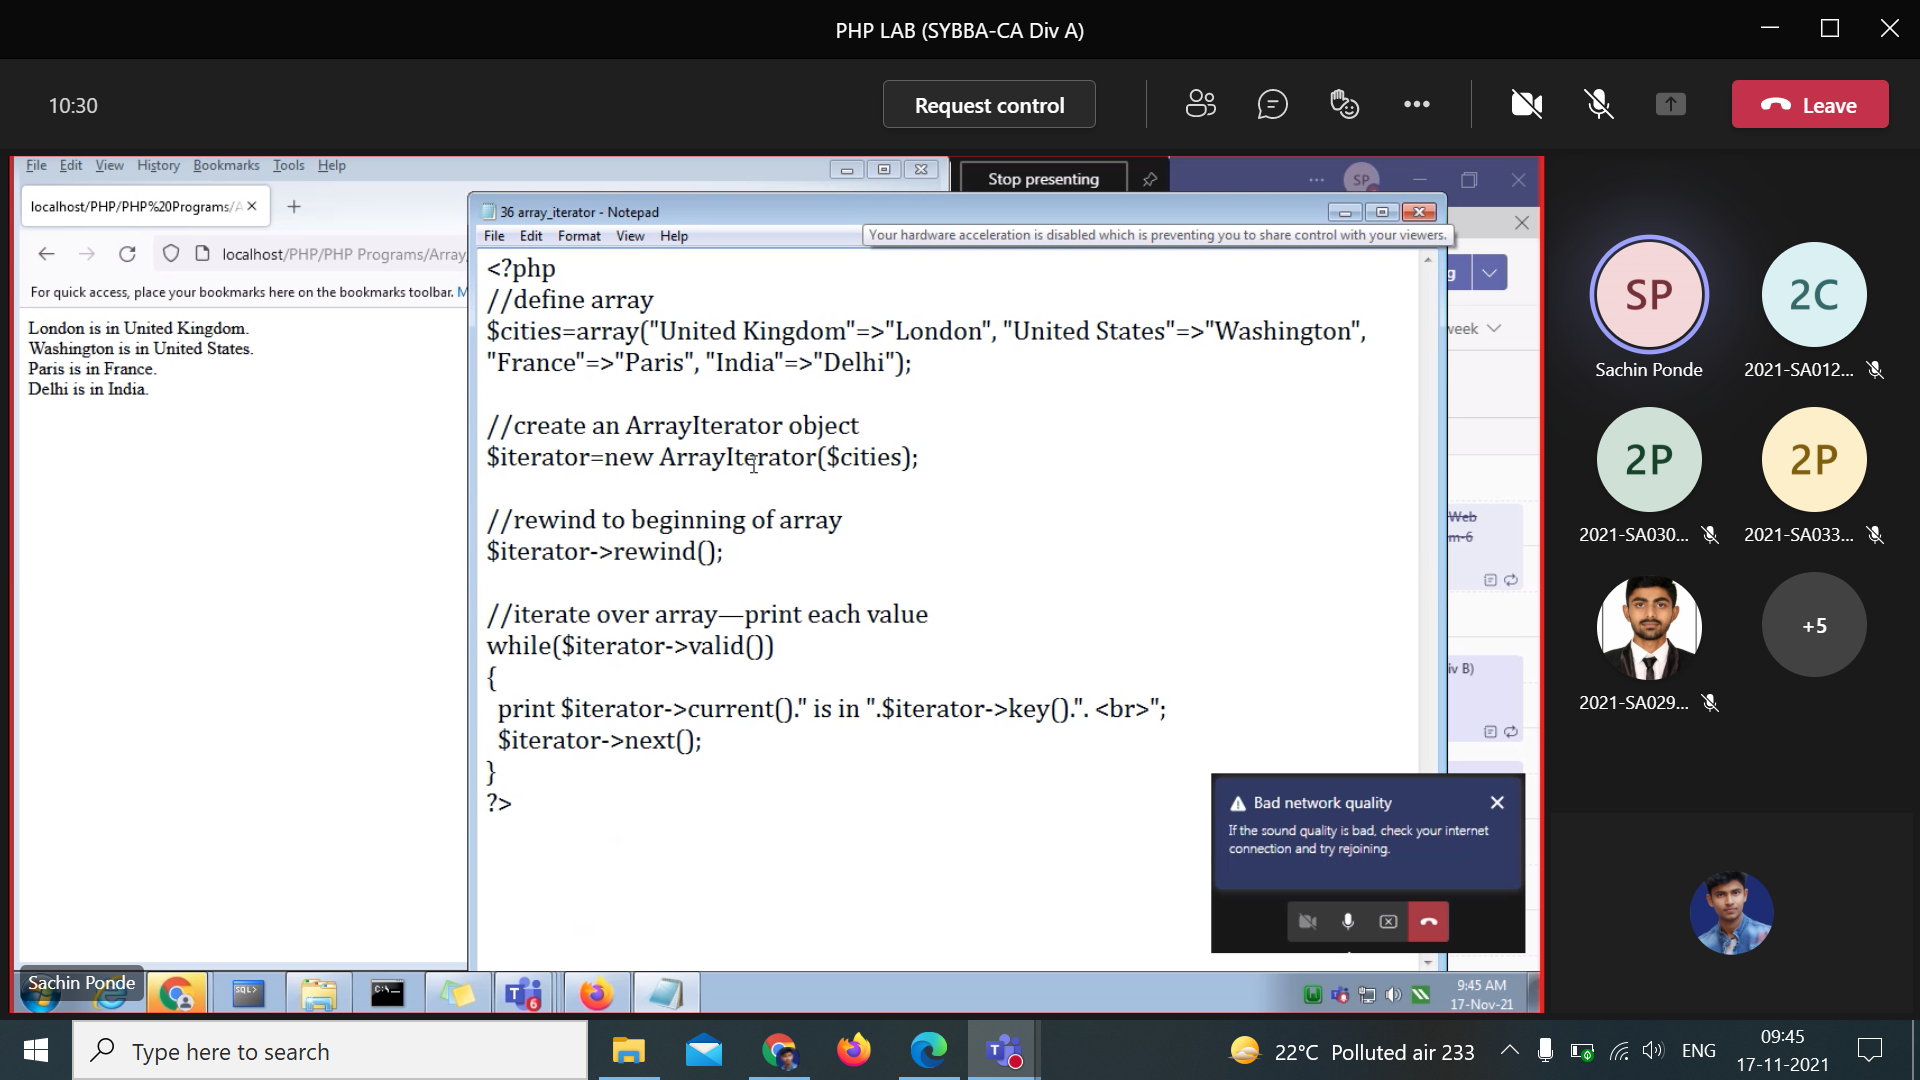 PHP LAB (SYBBA-CA Div A)
10:30
Request control
Leave
File Edit View History Bookmarks Tools Help
Stop presenting
SP
localhost/PHP/PHP%20Programs/A
36 array_iterator - Notepad
File Edit Format View Help
Your hardware acceleration is disabled which is preventing you to share control with your viewers.
localhost/PHP/PHP Programs/Array_
For quick access, place your bookmarks here on the bookmarks toolbar. M
London is in United Kingdom.
Washington is in United States.
Paris is in France.
Delhi is in India.
<?php
//define array
$cities=array("United Kingdom"=>"London", "United States"=>"Washington",
"France"=>"Paris", "India"=>"Delhi");
//create an ArrayIterator object
$iterator=new ArrayIterator($cities);
//rewind to beginning of array
$iterator->rewind();
//iterate over array—print each value
while($iterator->valid())
{
print $iterator->current()." is in ".$iterator->key().". <br>";
$iterator->next();
}
?>
g
week
Web
m-6
iv B)
Bad network quality
If the sound quality is bad, check your internet
connection and try rejoining.
SP
Sachin Ponde
2C
2021-SA012...
2P
2021-SA030...
2P
2021-SA033...
2021-SA029...
+5
Sachin Ponde
SQL>
C:\-
T
6
9:45 AM
17-Nov-21
Type here to search
T
22°C Polluted air 233
ENG
09:45
17-11-2021